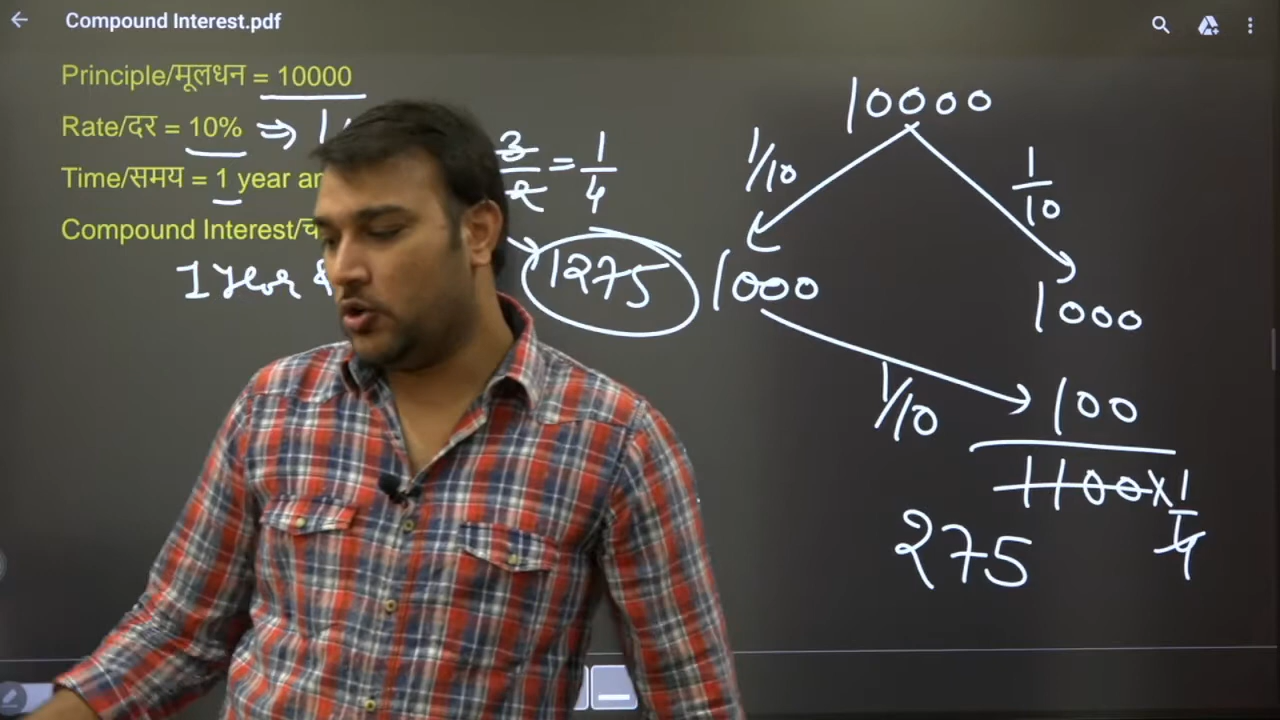 Compound Interest.pdf
Principle/मूलधन = 10000
Rate/दर = 10% ⇒
Time/समय = 1 year
Compound Interest/
1 Year &
3/2 = 1/4
1275
10000
1/10
1/10
1000
1000
1/10
100
1100 × 1/4
275